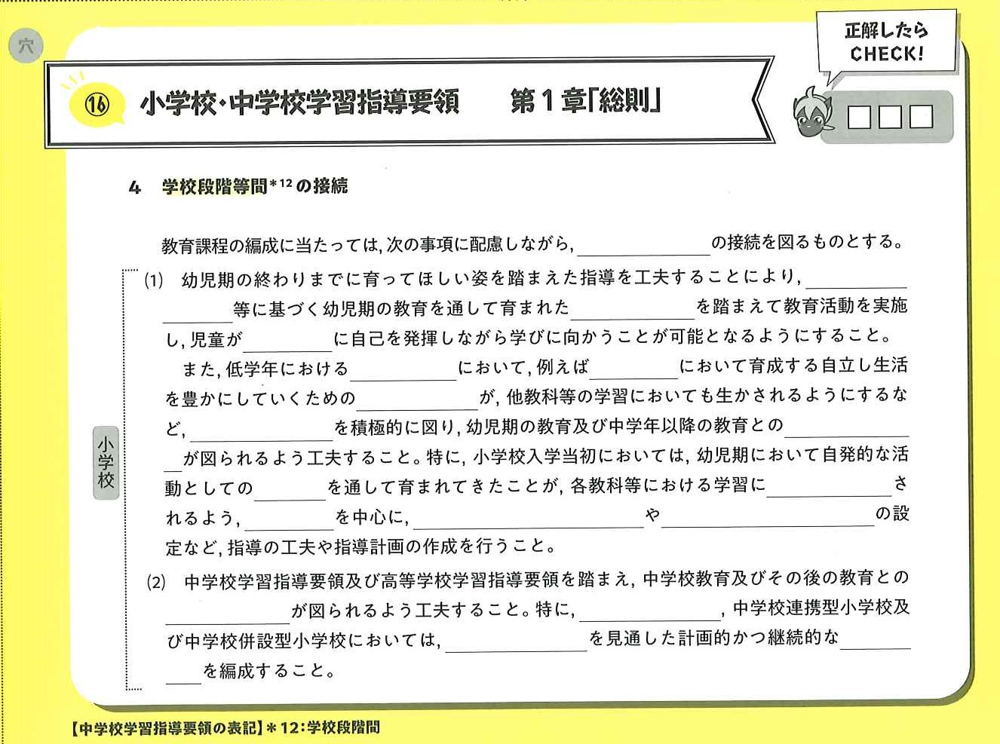 穴
正解したら
CHECK!
⑯ 小学校・中学校学習指導要領 第1章「総則」
4 学校段階等間*12の接続
教育課程の編成に当たっては,次の事項に配慮しながら,＿＿＿＿の接続を図るものとする。
(1) 幼児期の終わりまでに育ってほしい姿を踏まえた指導を工夫することにより,＿＿＿＿
＿＿＿＿等に基づく幼児期の教育を通して育まれた＿＿＿＿を踏まえて教育活動を実施
し,児童が＿＿＿＿に自己を発揮しながら学びに向かうことが可能となるようにすること。
また,低学年における＿＿＿＿において,例えば＿＿＿＿において育成する自立し生活
を豊かにしていくための＿＿＿＿が,他教科等の学習においても生かされるようにするな
ど,＿＿＿＿を積極的に図り,幼児期の教育及び中学年以降の教育との＿＿＿＿
＿が図られるよう工夫すること。特に,小学校入学当初においては,幼児期において自発的な活
動としての＿＿＿＿を通して育まれてきたことが,各教科等における学習に＿＿＿＿さ
れるよう,＿＿＿＿を中心に,＿＿＿＿や＿＿＿＿の設
定など,指導の工夫や指導計画の作成を行うこと。
(2) 中学校学習指導要領及び高等学校学習指導要領を踏まえ,中学校教育及びその後の教育との
＿＿＿＿が図られるよう工夫すること。特に,＿＿＿＿,中学校連携型小学校及
び中学校併設型小学校においては,＿＿＿＿を見通した計画的かつ継続的な＿＿＿＿
＿＿を編成すること。
小学校
【中学校学習指導要領の表記】*12:学校段階間